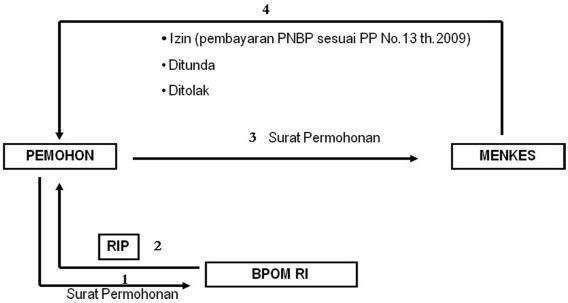 4
• Izin (pembayaran PNBP sesuai PP No.13 th.2009)
• Ditunda
• Ditolak
3 Surat Permohonan
PEMOHON
MENKES
RIP 2
BPOM RI
1
Surat Permohonan